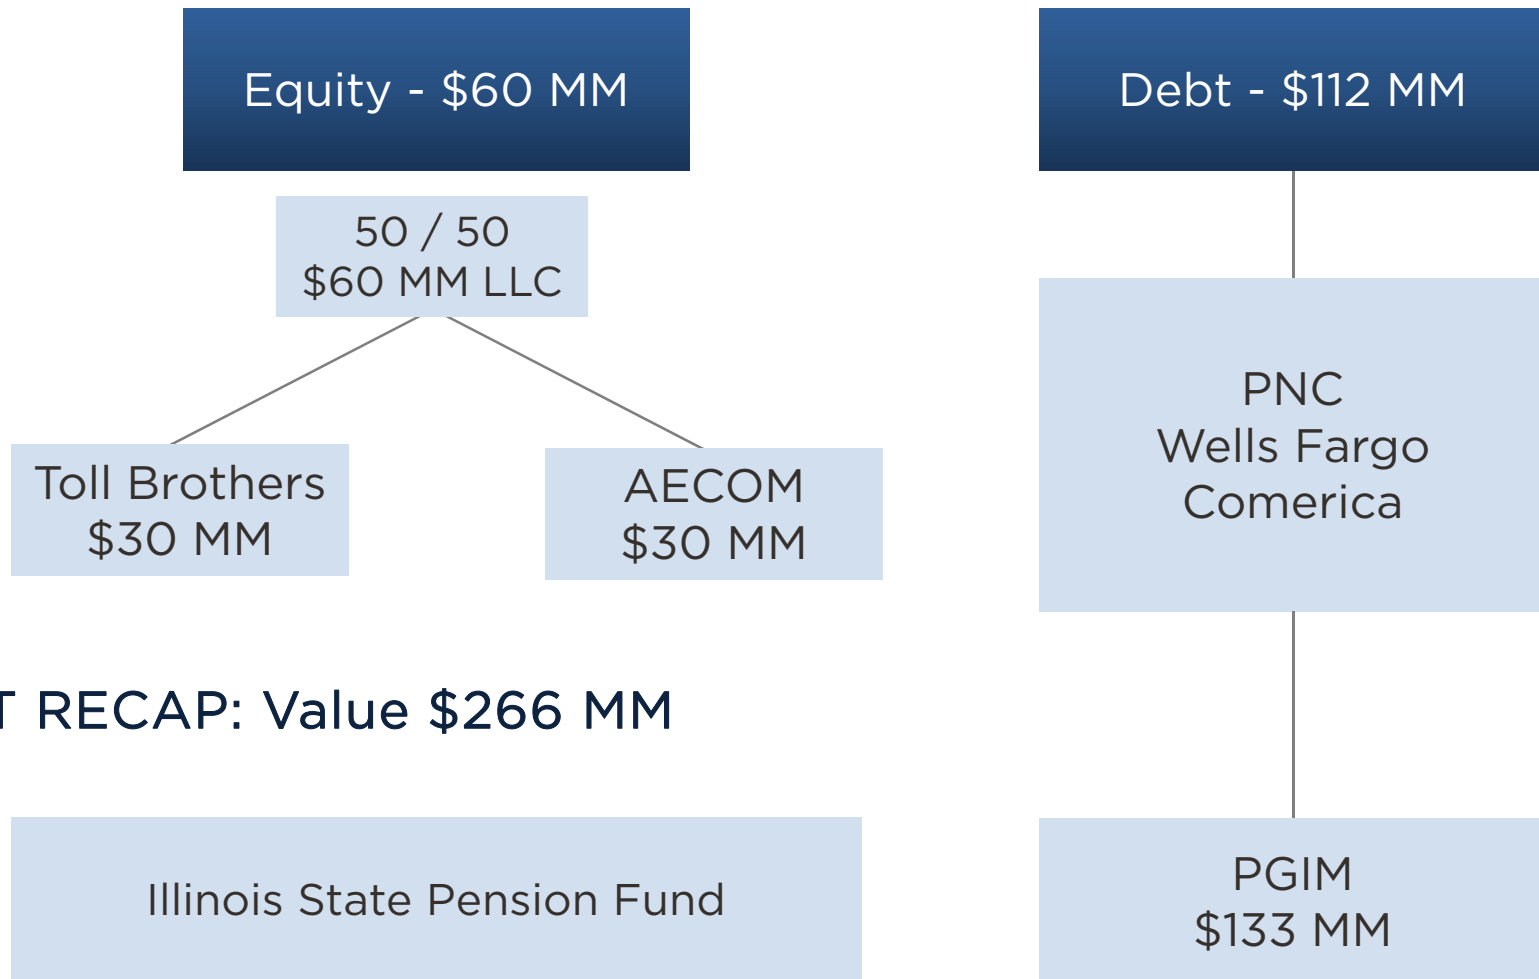 Equity - $60 MM
Debt - $112 MM
50 / 50
$60 MM LLC
Toll Brothers
$30 MM
AECOM
$30 MM
PNC
Wells Fargo
Comerica
RECAP: Value $266 MM
Illinois State Pension Fund
PGIM
$133 MM